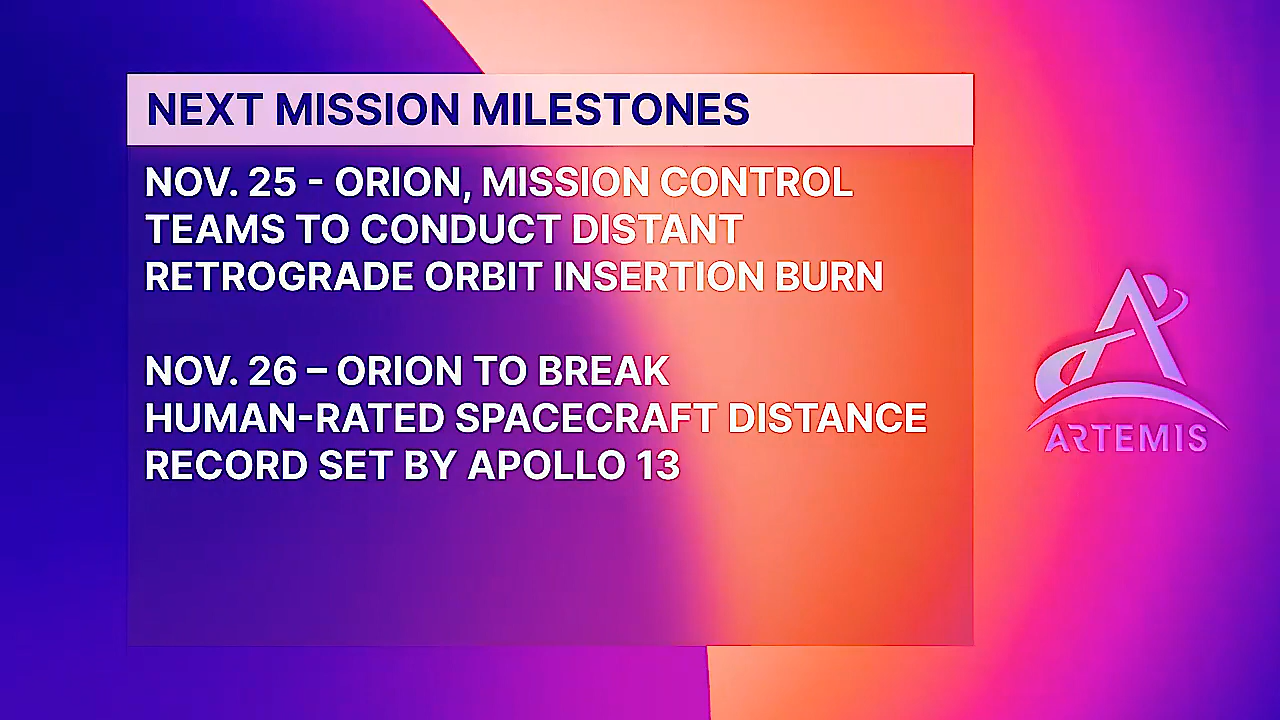 NEXT MISSION MILESTONES
NOV. 25 - ORION, MISSION CONTROL
TEAMS TO CONDUCT DISTANT
RETROGRADE ORBIT INSERTION BURN
NOV. 26 – ORION TO BREAK
HUMAN-RATED SPACECRAFT DISTANCE
RECORD SET BY APOLLO 13
ARTEMIS